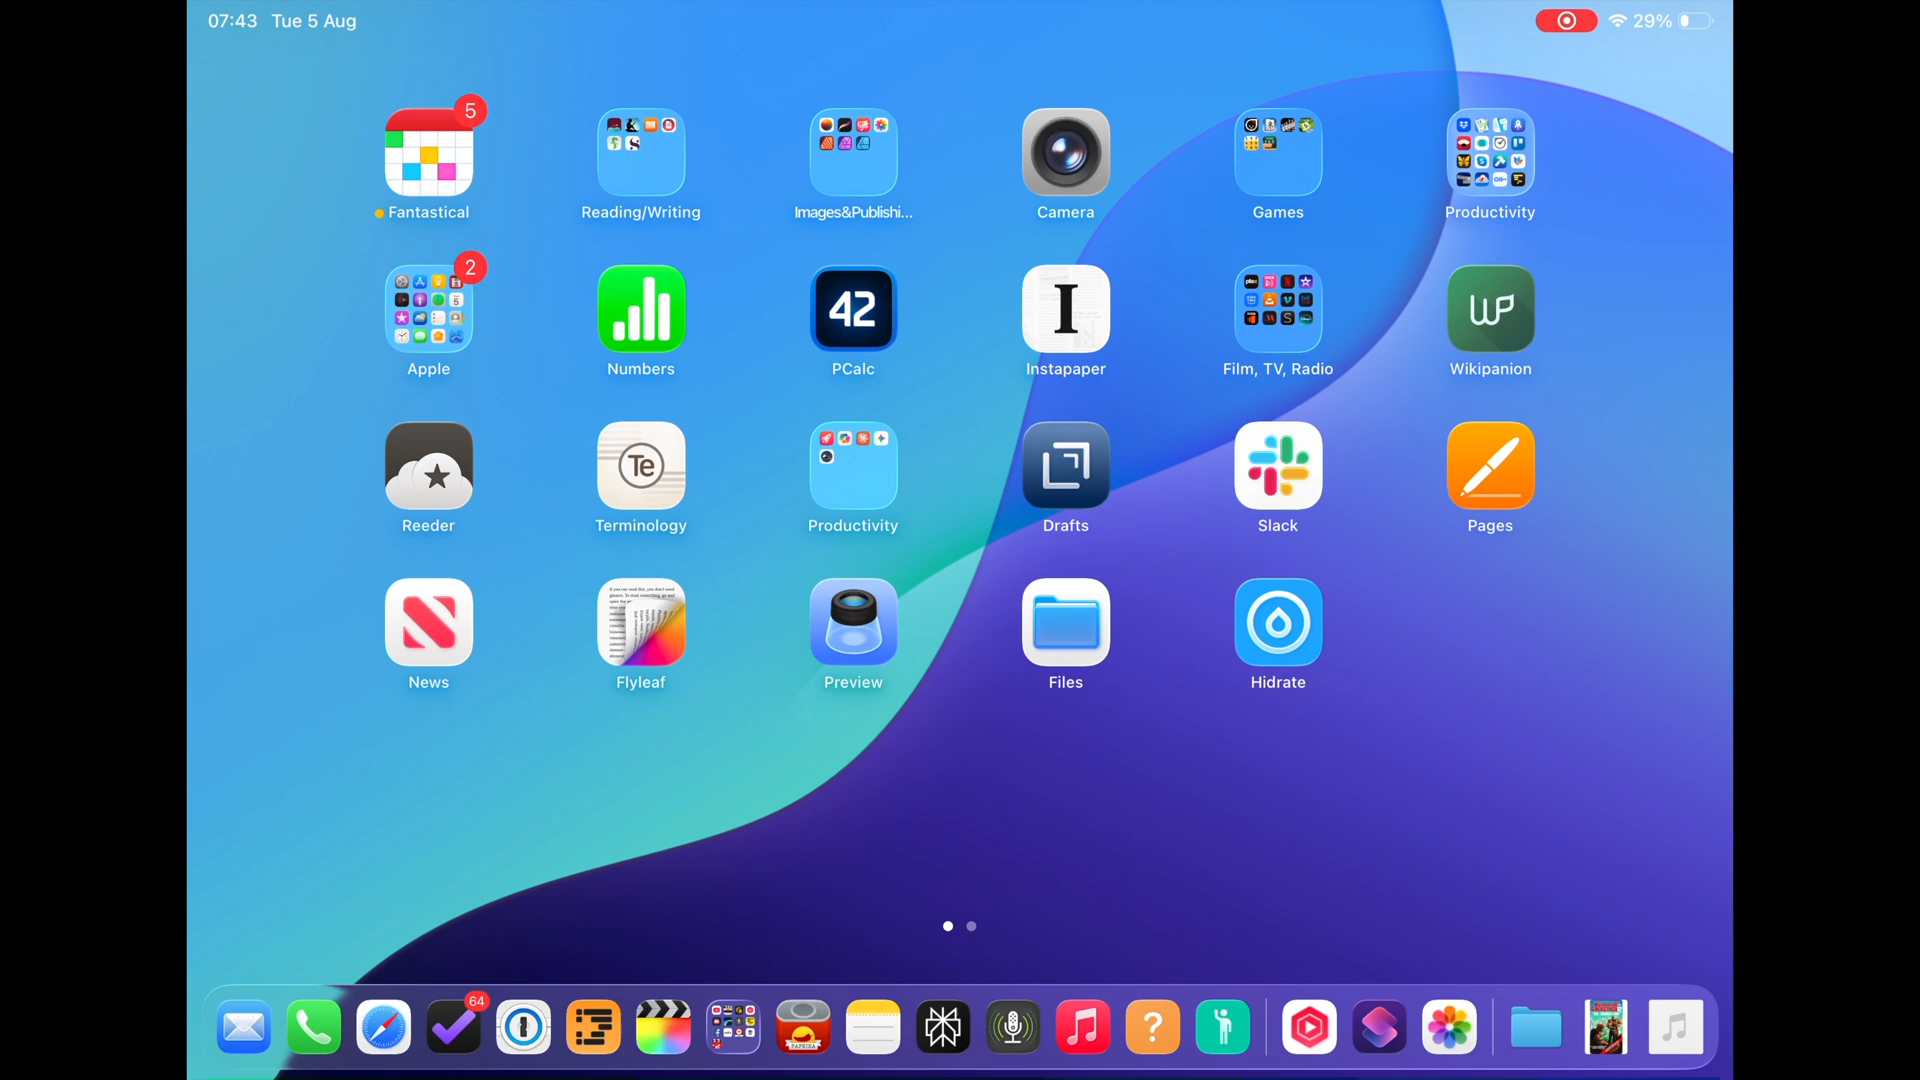 07:43 Tue 5 Aug
29%
5
Fantastical
Reading/Writing
Images&Publishi...
Camera
Games
Productivity
2
42
I
WP
Apple
Numbers
PCalc
Instapaper
Film, TV, Radio
Wikipanion
Te
Reeder
Terminology
Productivity
Drafts
Slack
Pages
News
Flyleaf
Preview
Files
Hidrate
64
PAPRIKA
?